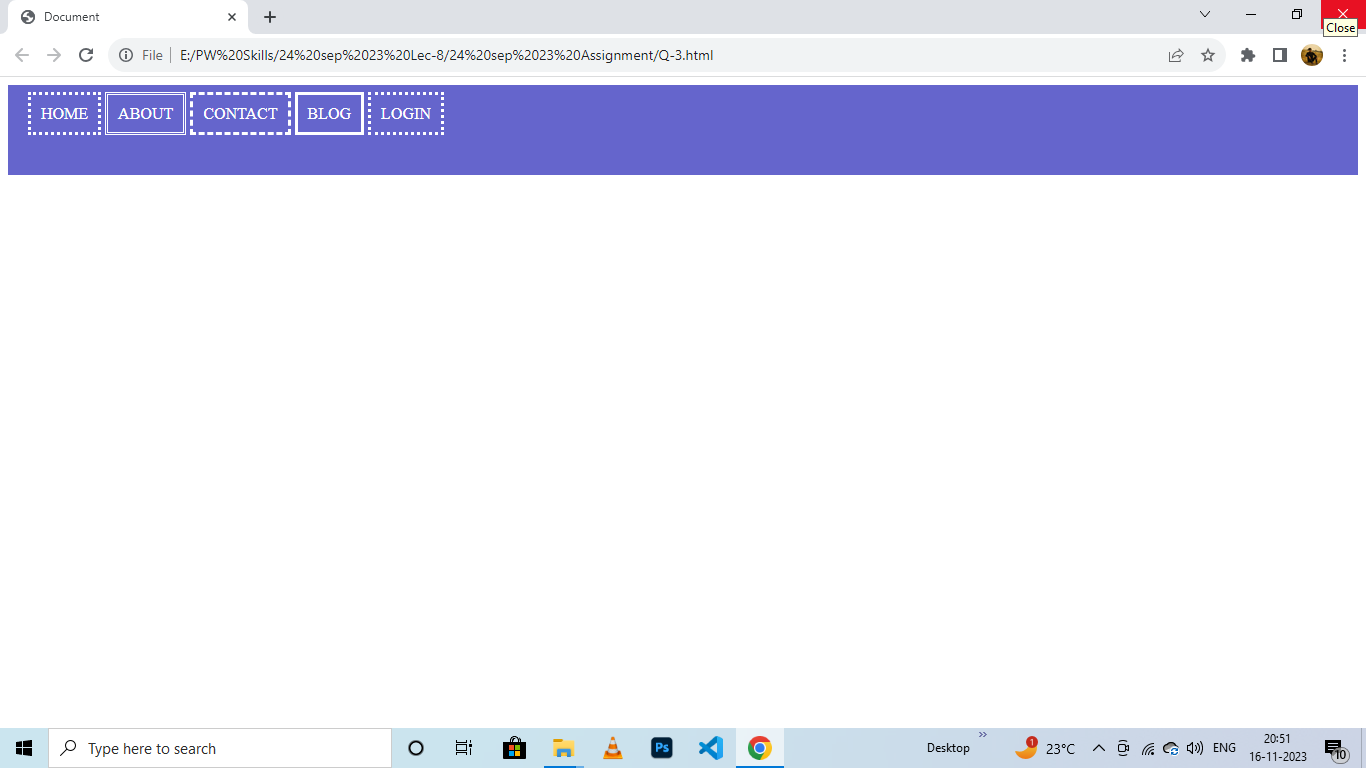 Document
Close
File E:/PW%20Skills/24%20sep%2023%20Lec-8/24%20sep%2023%20Assignment/Q-3.html
HOME ABOUT CONTACT BLOG LOGIN
Type here to search
Ps
Desktop
»
1
23°C
ENG
20:51
16-11-2023
10